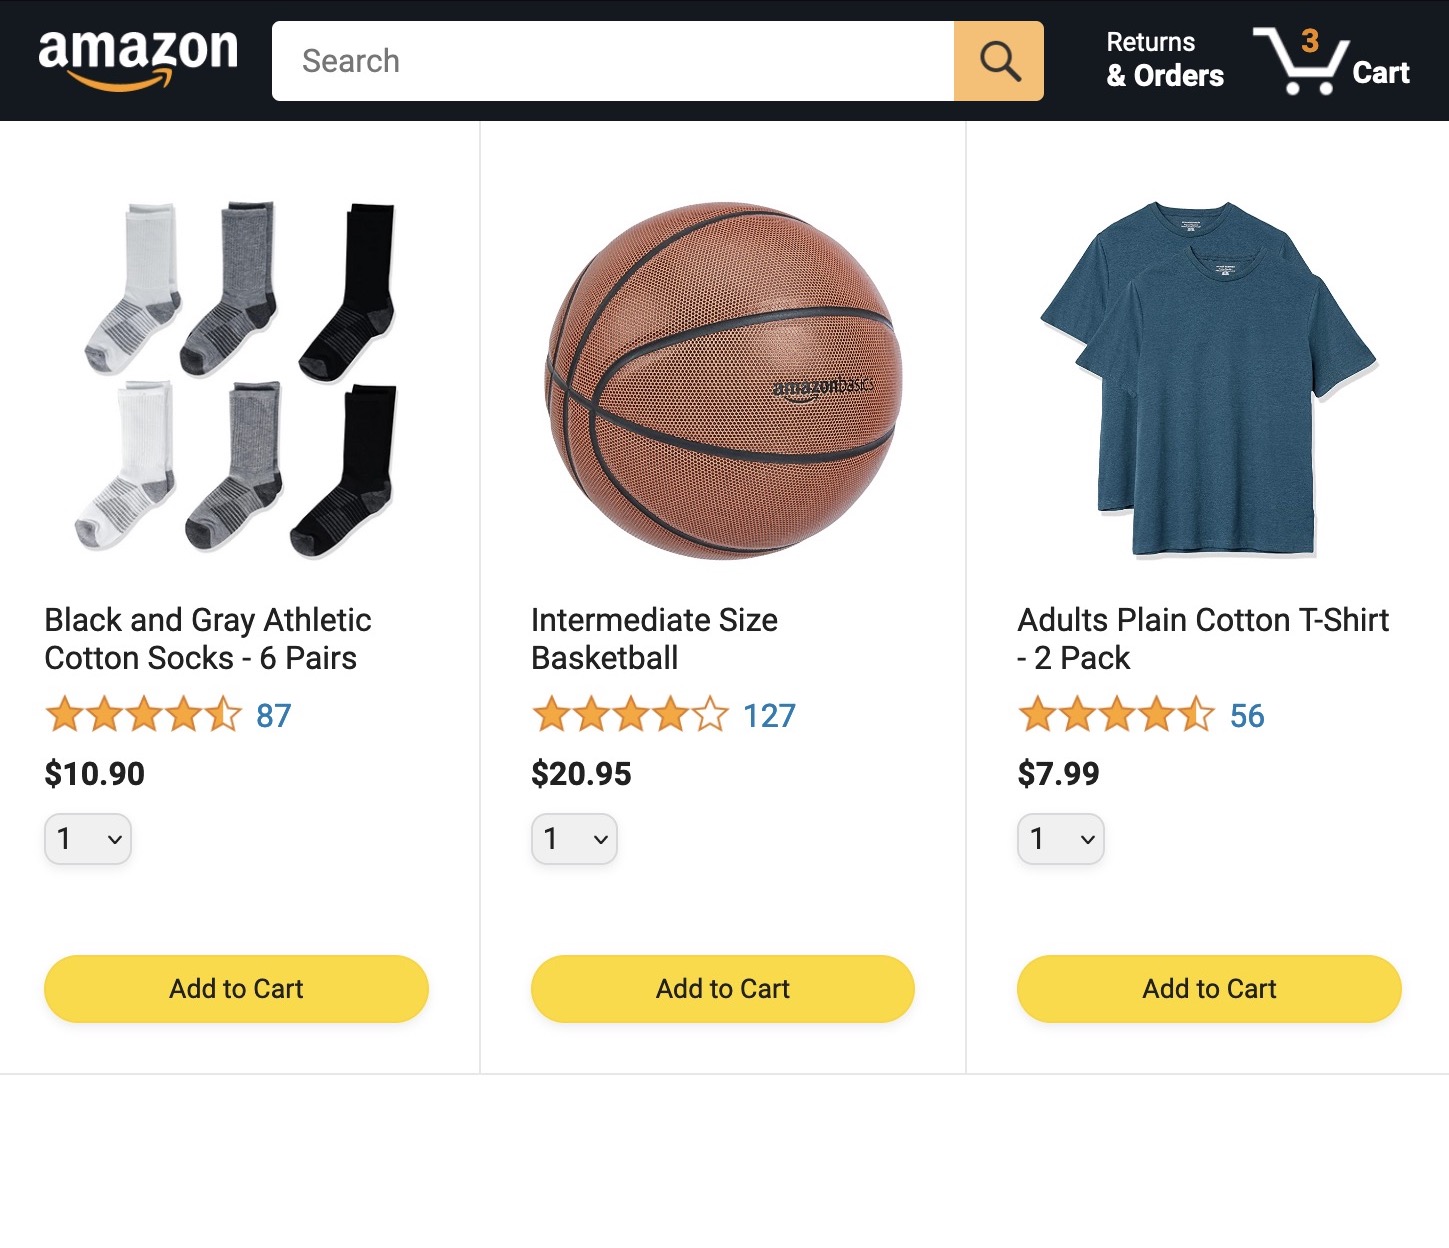 amazon
Search
Returns
& Orders
3
Cart
amazonbasics
Black and Gray Athletic
Cotton Socks - 6 Pairs
87
$10.90
1
Add to Cart
Intermediate Size
Basketball
127
$20.95
1
Add to Cart
Adults Plain Cotton T-Shirt
- 2 Pack
56
$7.99
1
Add to Cart